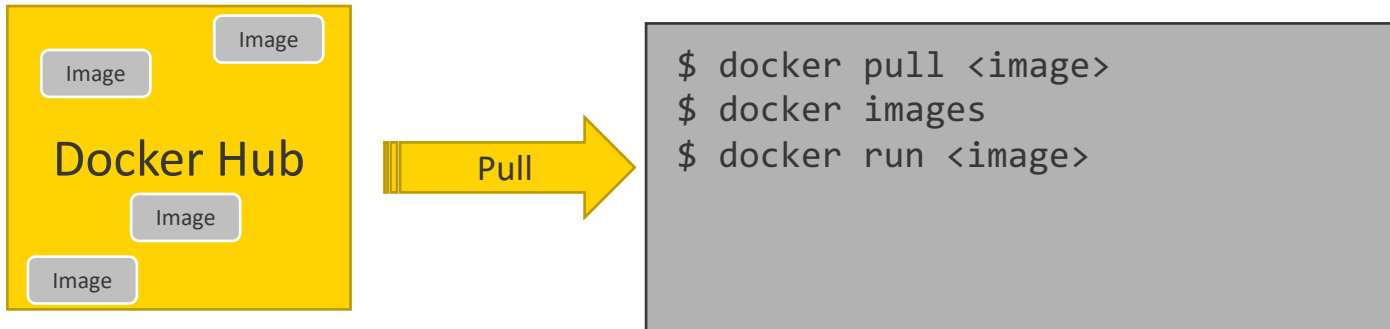 Image
Image
Docker Hub
Image
Image
Pull
$ docker pull <image>
$ docker images
$ docker run <image>